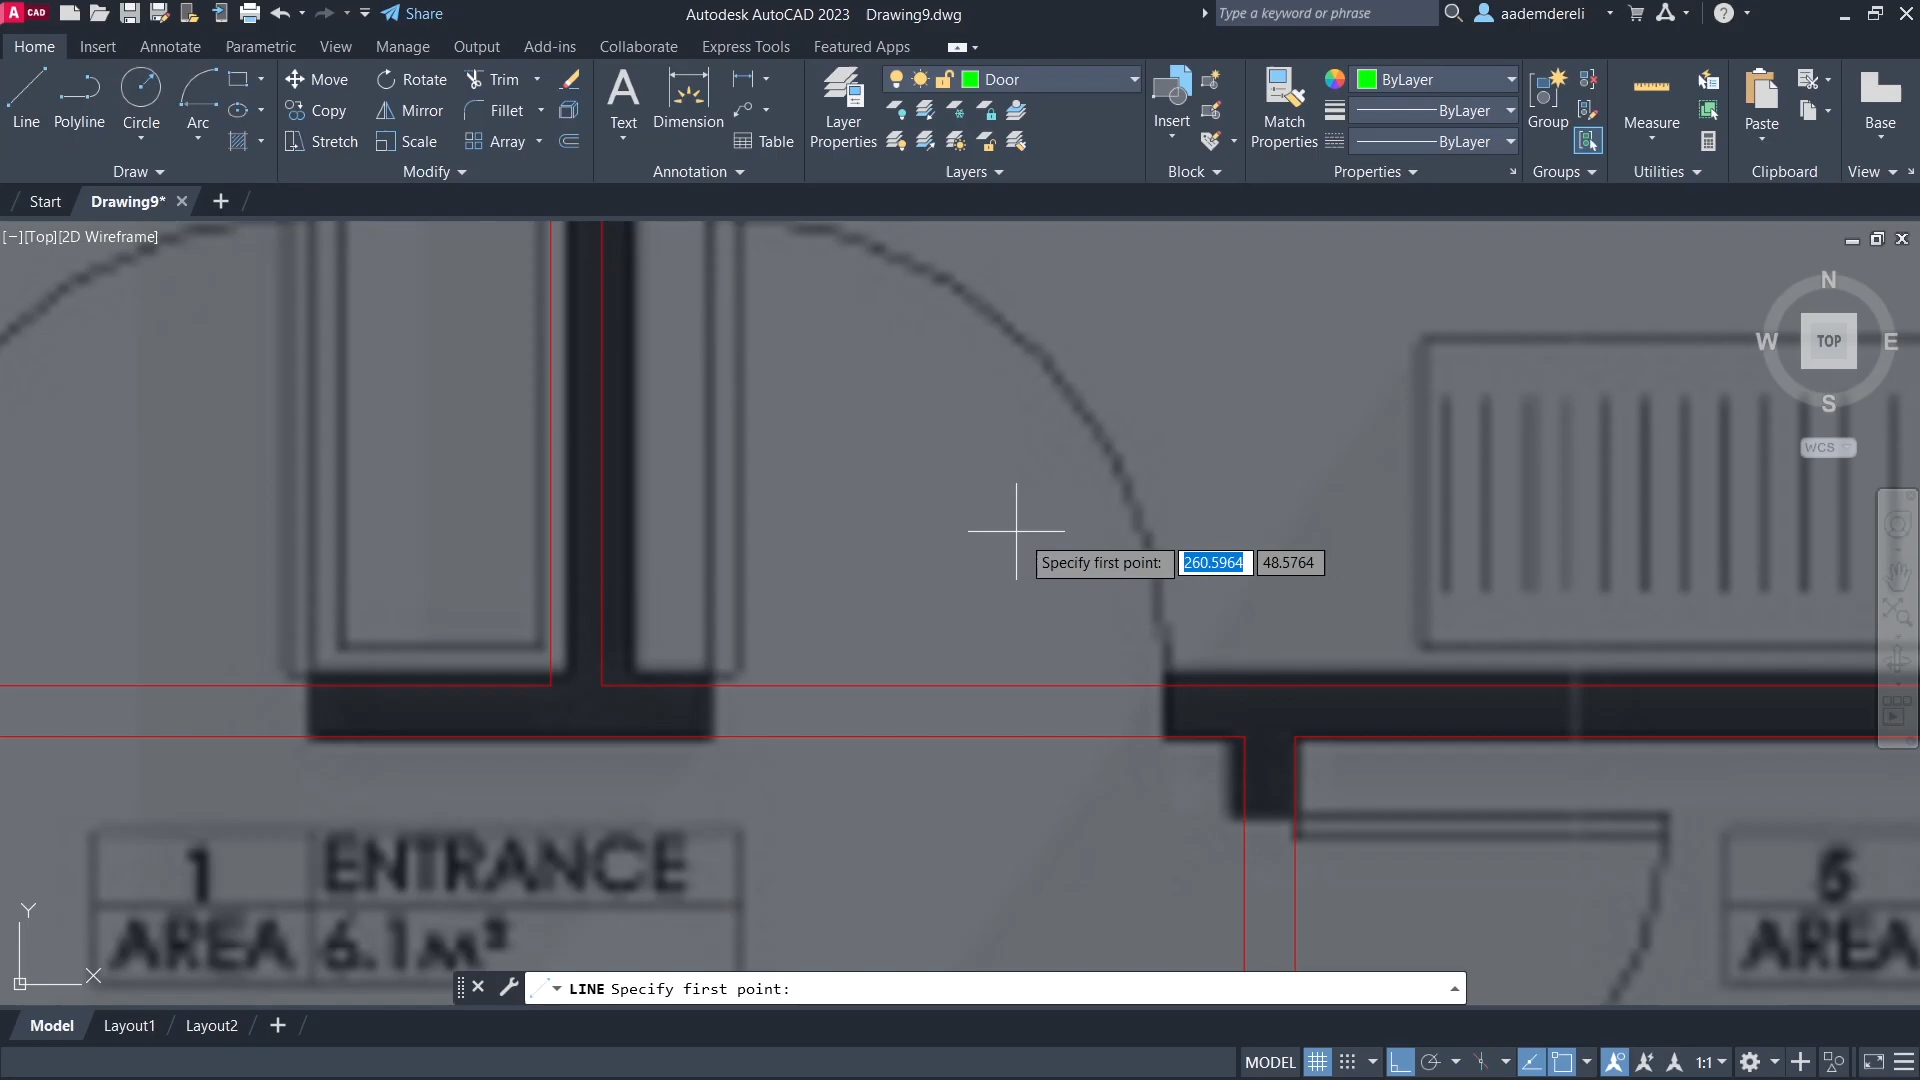 CAD
Share
Autodesk AutoCAD 2023 Drawing9.dwg
Type a keyword or phrase
aademdereli
Home Insert Annotate Parametric View Manage Output Add-ins Collaborate Express Tools Featured Apps
Line Polyline Circle Arc
Move Rotate Trim
Copy Mirror Fillet
Stretch Scale Array
Text Dimension Table
Layer Properties
Door
Insert
Match Properties
ByLayer
ByLayer
ByLayer
Group Measure Paste Base
Draw Modify Annotation Layers Block Properties Groups Utilities Clipboard View
Start Drawing9*
[−][Top][2D Wireframe]
N
W TOP E
S
WCS
Specify first point: 260.5964 48.5764
1 ENTRANCE
AREA 6.1м²
5
AREA
Y
X
LINE Specify first point:
Model Layout1 Layout2
MODEL 1:1